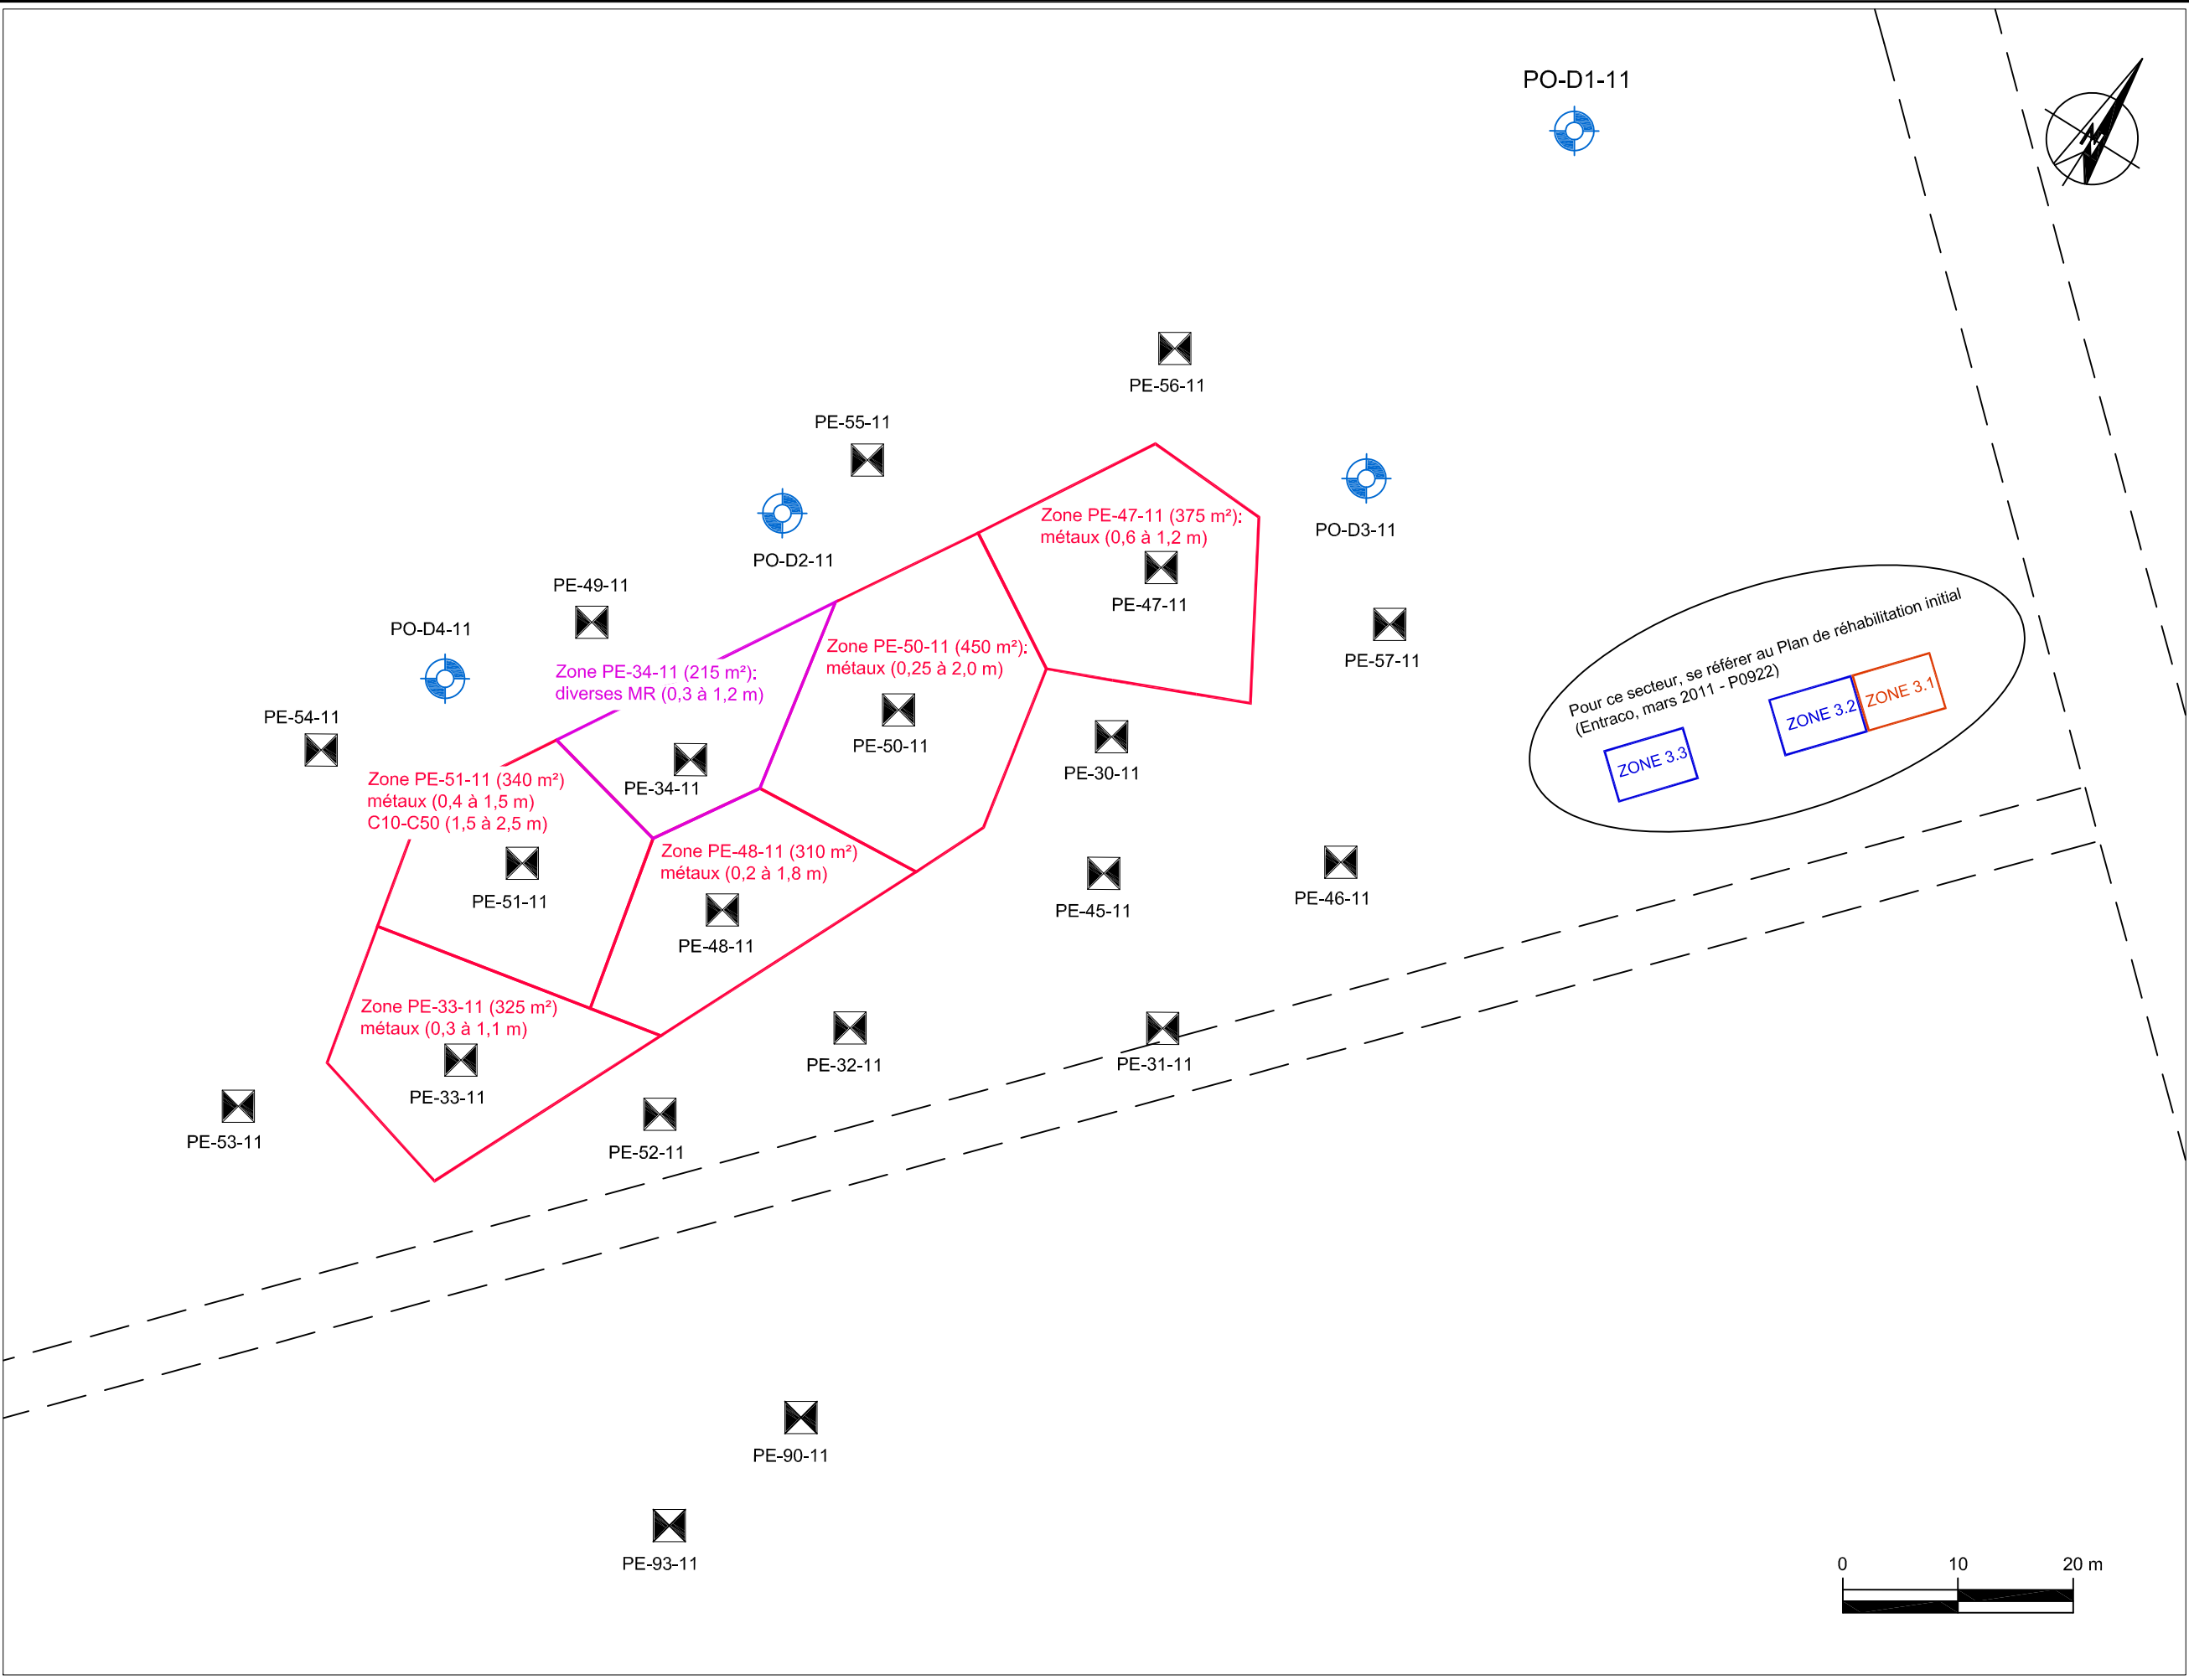 PO-D1-11
N
PE-56-11
PE-55-11
Zone PE-47-11 (375 m²):
métaux (0,6 à 1,2 m)
PO-D3-11
PO-D2-11
PE-49-11
PE-47-11
PO-D4-11
Zone PE-50-11 (450 m²):
métaux (0,25 à 2,0 m)
PE-57-11
Pour ce secteur, se référer au Plan de réhabilitation initial
(Entraco, mars 2011 - P0922)
ZONE 3.1
ZONE 3.2
ZONE 3.3
Zone PE-34-11 (215 m²):
diverses MR (0,3 à 1,2 m)
PE-54-11
PE-50-11
PE-30-11
PE-34-11
Zone PE-51-11 (340 m²)
métaux (0,4 à 1,5 m)
C10-C50 (1,5 à 2,5 m)
Zone PE-48-11 (310 m²)
métaux (0,2 à 1,8 m)
PE-51-11
PE-45-11
PE-46-11
PE-48-11
Zone PE-33-11 (325 m²)
métaux (0,3 à 1,1 m)
PE-32-11
PE-31-11
PE-33-11
PE-53-11
PE-52-11
PE-90-11
PE-93-11
0 10 20 m